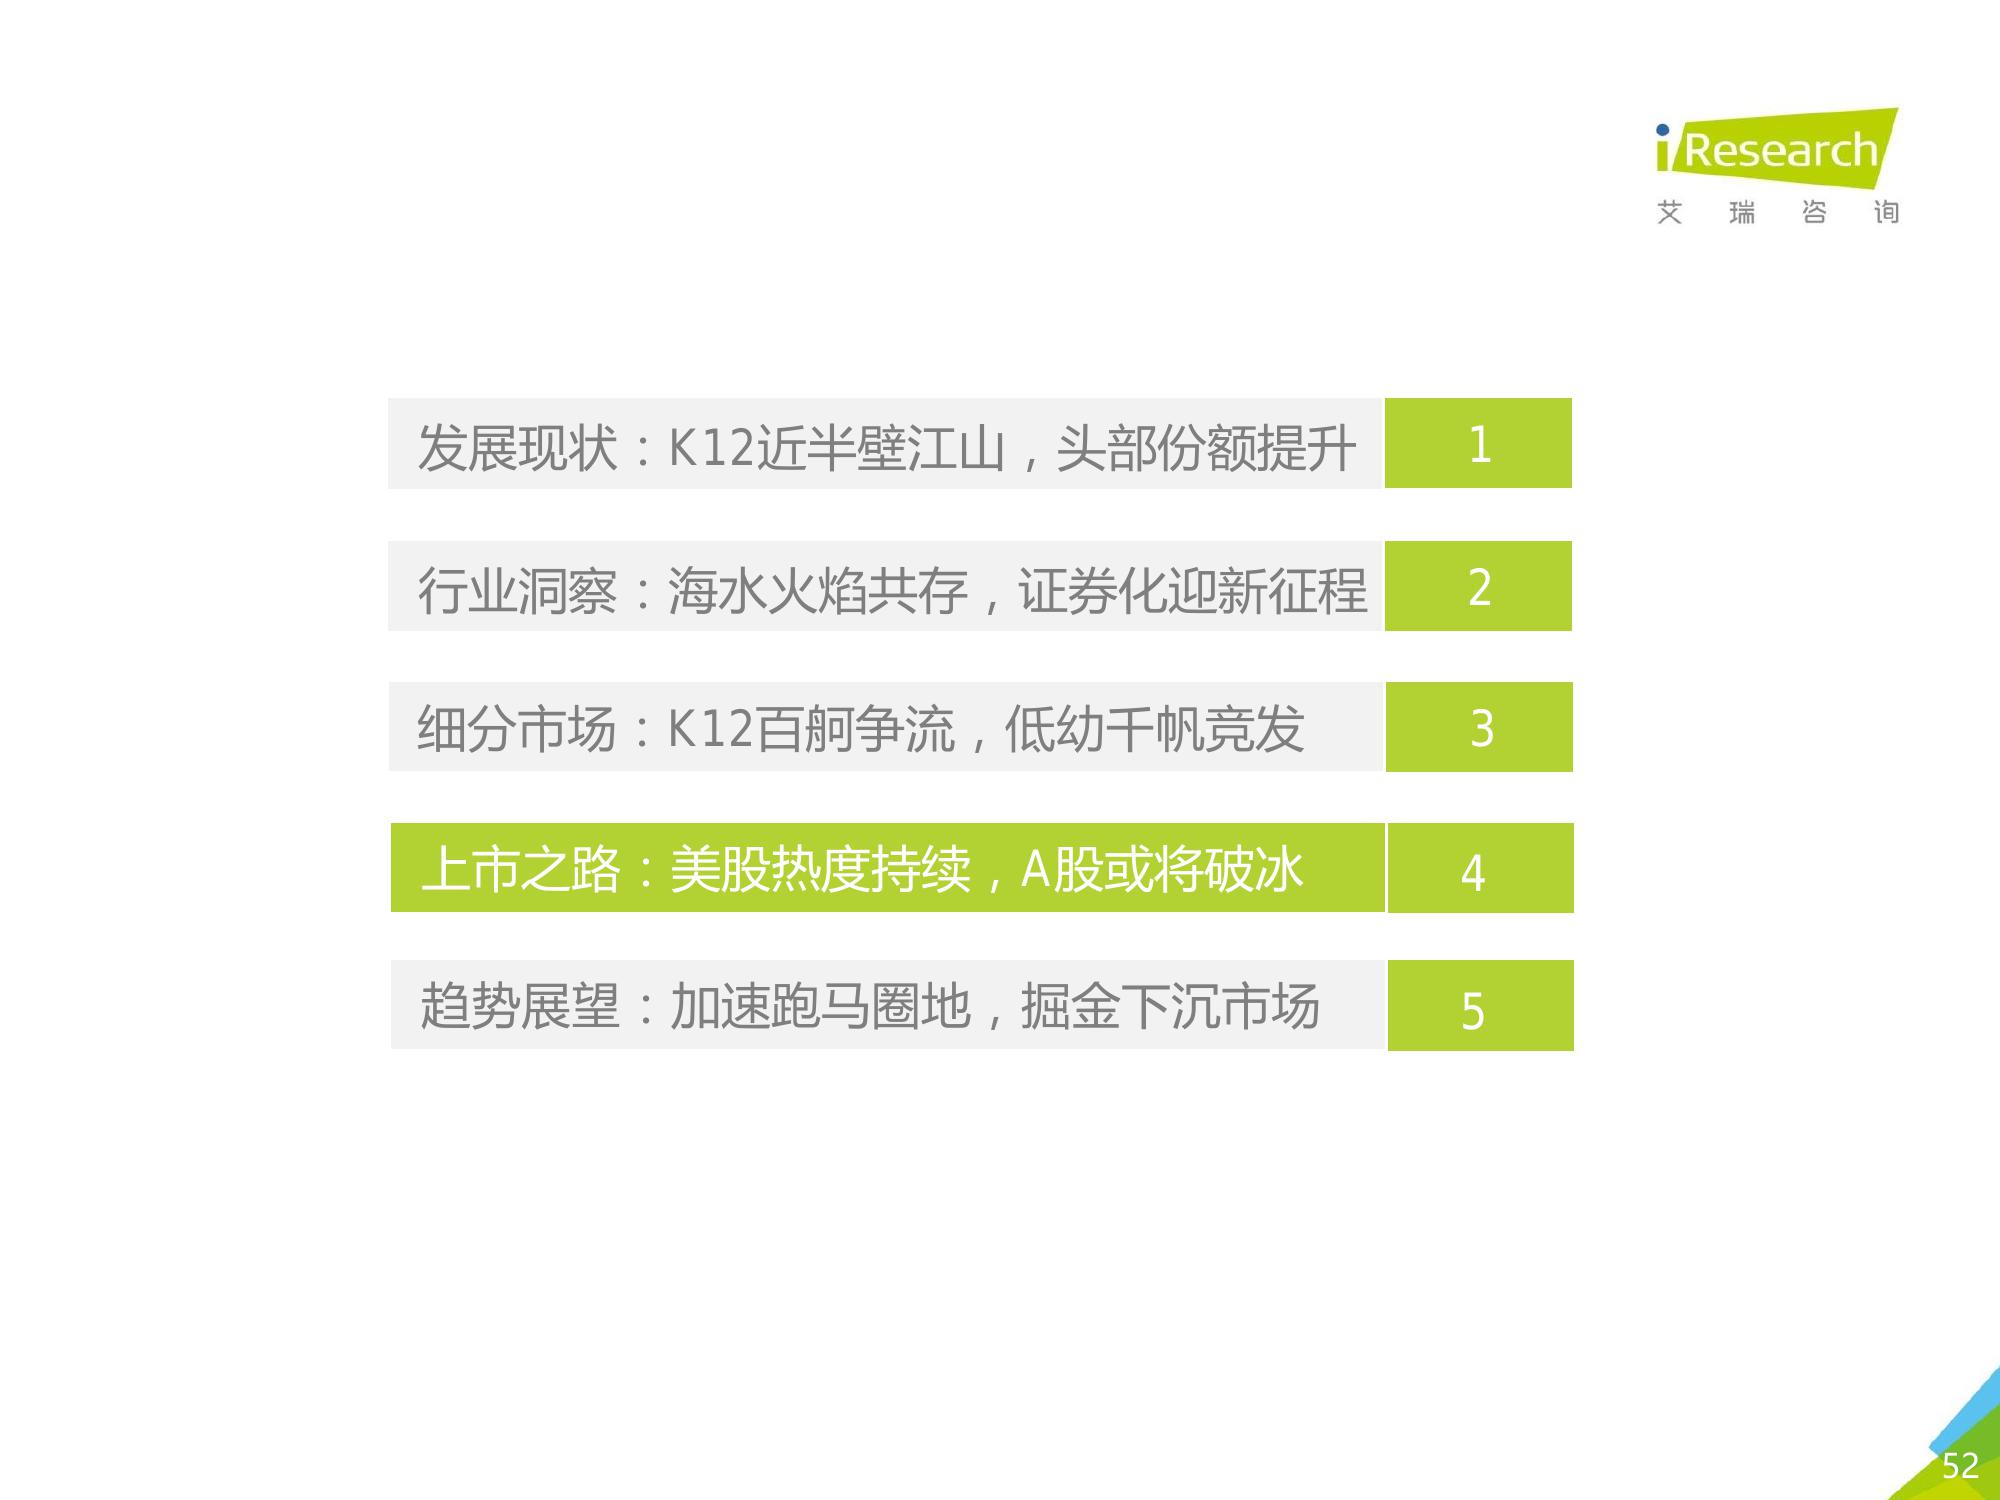 iResearch
艾瑞咨询
发展现状：K12近半壁江山，头部份额提升 1
行业洞察：海水火焰共存，证券化迎新征程 2
细分市场：K12百舸争流，低幼千帆竞发 3
上市之路：美股热度持续，A股或将破冰 4
趋势展望：加速跑马圈地，掘金下沉市场 5
52